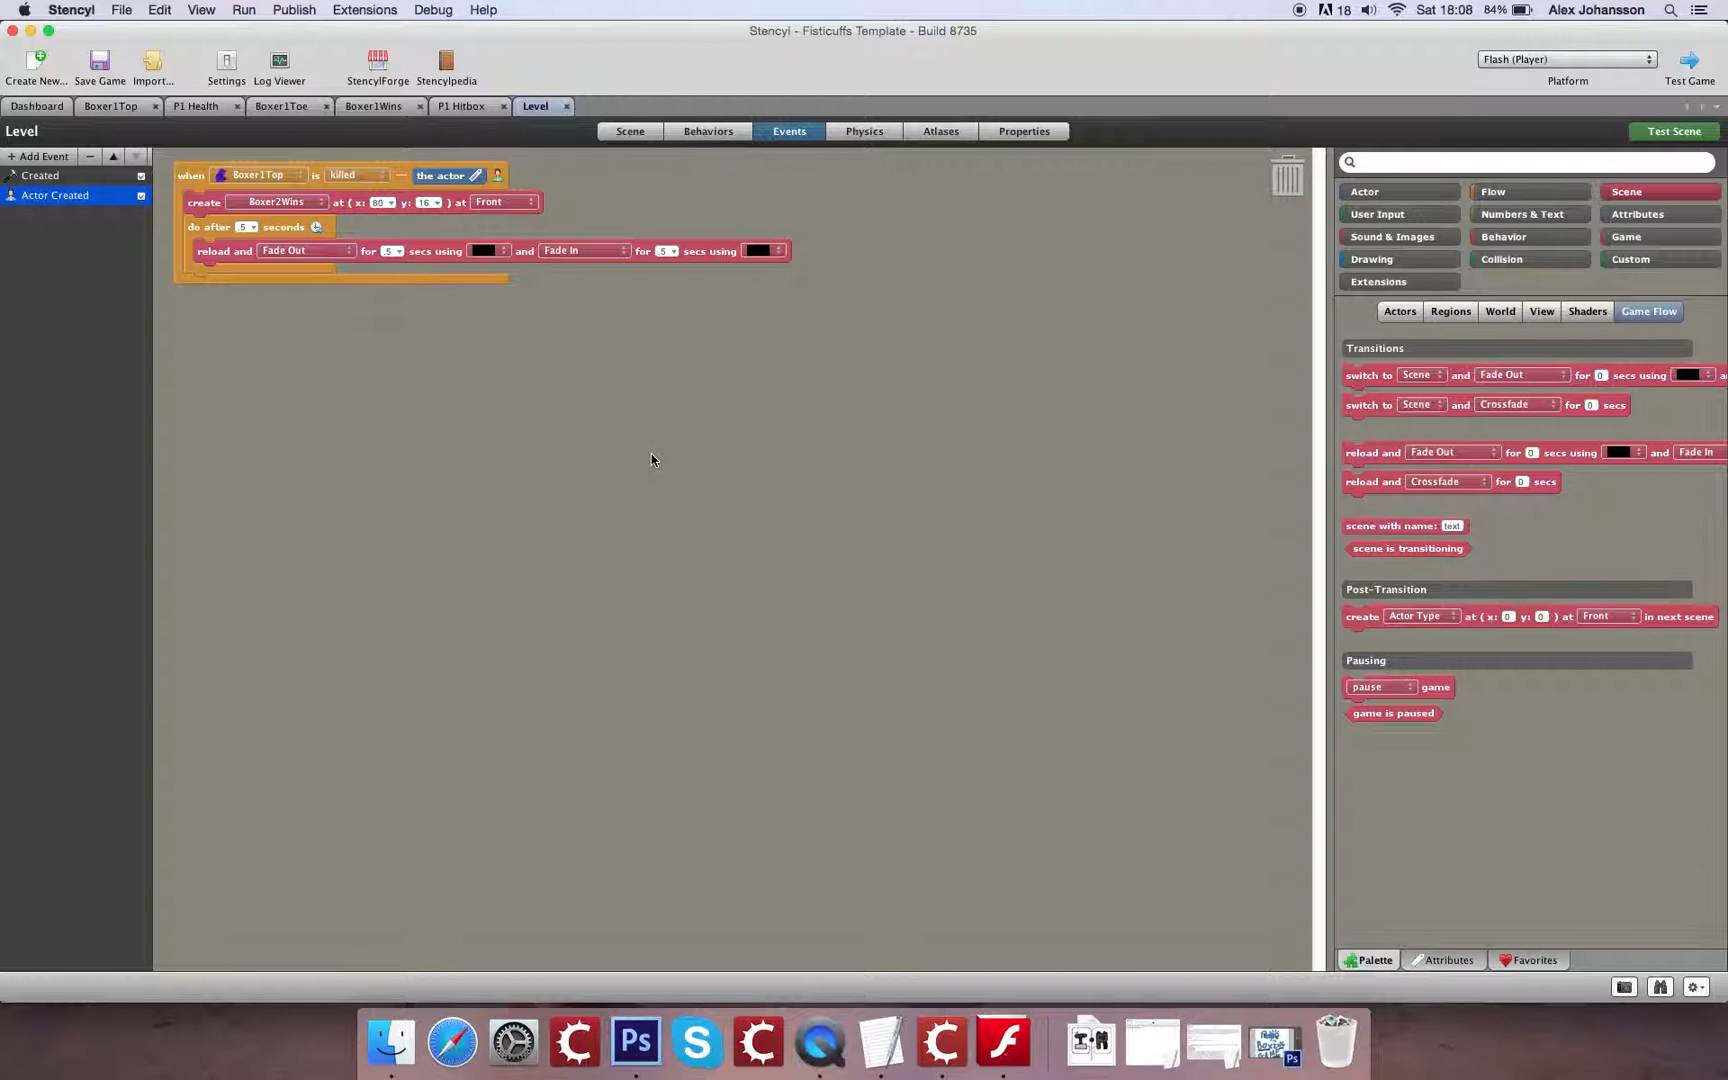 Stencyl File Edit View Run Publish Extensions Debug Help 18 Sat 18:08 84% Alex Johansson
Stencyl - Fisticuffs Template - Build 8735
Create New... Save Game Import... Settings Log Viewer StencylForge Stencylpedia Flash (Player) Platform Test Game
Dashboard Boxer1Top P1 Health Boxer1Toe Boxer1Wins P1 Hitbox Level
Level Scene Behaviors Events Physics Atlases Properties Test Scene
+ Add Event
Created
Actor Created
when Boxer1Top is killed — the actor
create Boxer2Wins at ( x: 80 y: 16 ) at Front
do after .5 seconds
reload and Fade Out for .5 secs using and Fade In for .5 secs using
Actor Flow Scene
User Input Numbers & Text Attributes
Sound & Images Behavior Game
Drawing Collision Custom
Extensions
Actors Regions World View Shaders Game Flow
Transitions
switch to Scene and Fade Out for 0 secs using
switch to Scene and Crossfade for 0 secs
reload and Fade Out for 0 secs using and Fade In
reload and Crossfade for 0 secs
scene with name: text
scene is transitioning
Post-Transition
create Actor Type at ( x: 0 y: 0 ) at Front in next scene
Pausing
pause game
game is paused
Palette Attributes Favorites